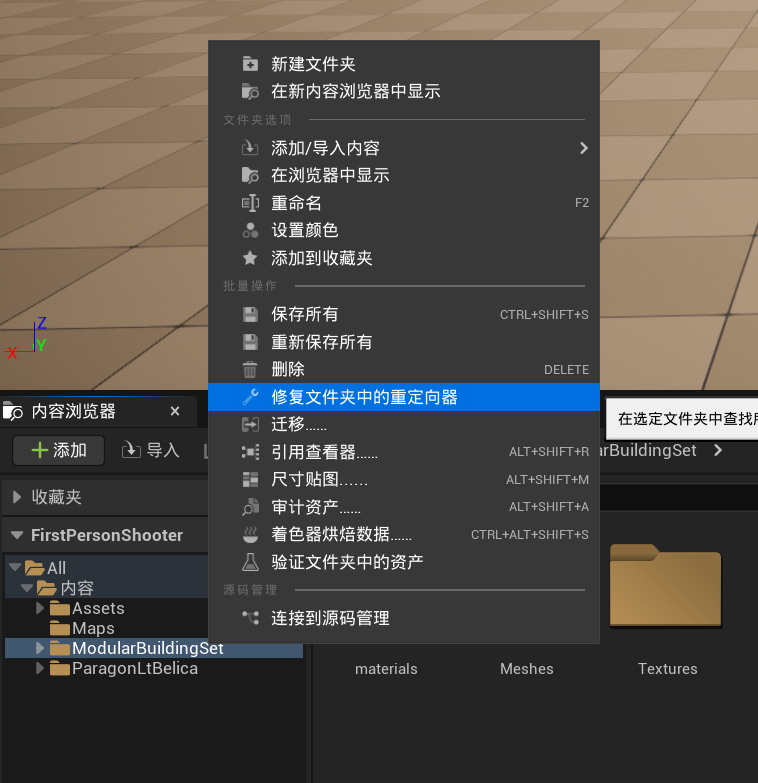 新建文件夹
在新内容浏览器中显示
文件夹选项
添加/导入内容
在浏览器中显示
重命名 F2
设置颜色
添加到收藏夹
批量操作
保存所有 CTRL+SHIFT+S
重新保存所有
删除 DELETE
修复文件夹中的重定向器
迁移......
引用查看器...... ALT+SHIFT+R
尺寸贴图...... ALT+SHIFT+M
审计资产...... ALT+SHIFT+A
着色器烘焙数据...... CTRL+ALT+SHIFT+S
验证文件夹中的资产
源码管理
连接到源码管理
Z
X
Y
内容浏览器
在选定文件夹中查找
添加
导入
arBuildingSet
收藏夹
FirstPersonShooter
All
内容
Assets
Maps
ModularBuildingSet
ParagonLtBelica
materials
Meshes
Textures